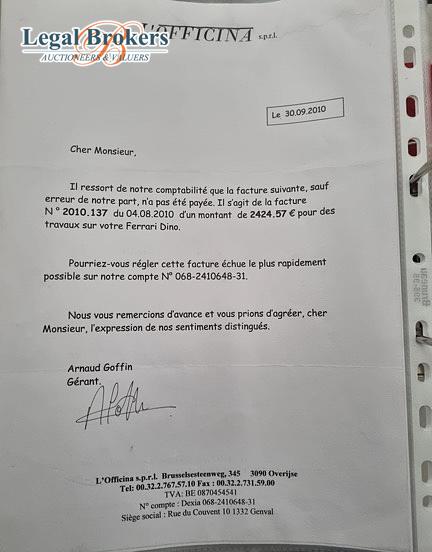 Legal Brokers
AUCTIONEERS & VALUERS
L'OFFICINA s.p.r.l.
Le 30.09.2010
Cher Monsieur,
Il ressort de notre comptabilité que la facture suivante, sauf
erreur de notre part, n'a pas été payée. Il s'agit de la facture
N° 2010.137 du 04.08.2010 d'un montant de 2424.57 € pour des
travaux sur votre Ferrari Dino.
Pourriez-vous régler cette facture échue le plus rapidement
possible sur notre compte N° 068-2410648-31.
Nous vous remercions d'avance et vous prions d'agréer, cher
Monsieur, l'expression de nos sentiments distingués.
Arnaud Goffin
Gérant.
L'Officina s.p.r.l. Brusselsesteenweg, 345 3090 Overijse
Tel: 00.32.2.767.57.10 Fax : 00.32.2.731.59.00
TVA: BE 0870454541
N° compte : Dexia 068-2410648-31
Siège social : Rue du Couvent 10 1332 Genval